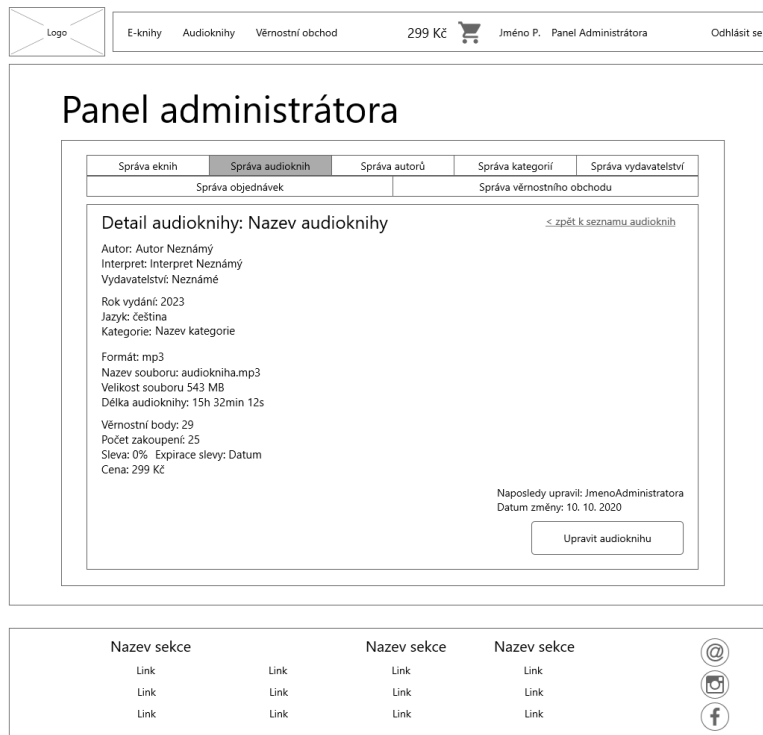 Logo
E-knihy Audioknihy Věrnostní obchod 299 Kč Jméno P. Panel Administrátora Odhlásit se
Panel administrátora
Správa eknih Správa audioknih Správa autorů Správa kategorií Správa vydavatelství
Správa objednávek Správa věrnostního obchodu
Detail audioknihy: Nazev audioknihy < zpět k seznamu audioknih
Autor: Autor Neznámý
Interpret: Interpret Neznámý
Vydavatelství: Neznámé
Rok vydání: 2023
Jazyk: čeština
Kategorie: Nazev kategorie
Formát: mp3
Nazev souboru: audiokniha.mp3
Velikost souboru 543 MB
Délka audioknihy: 15h 32min 12s
Věrnostní body: 29
Počet zakoupení: 25
Sleva: 0% Expirace slevy: Datum
Cena: 299 Kč
Naposledy upravil: JmenoAdministratora
Datum změny: 10. 10. 2020
Upravit audioknihu
Nazev sekce Nazev sekce Nazev sekce
Link Link Link Link
Link Link Link Link
Link Link Link Link